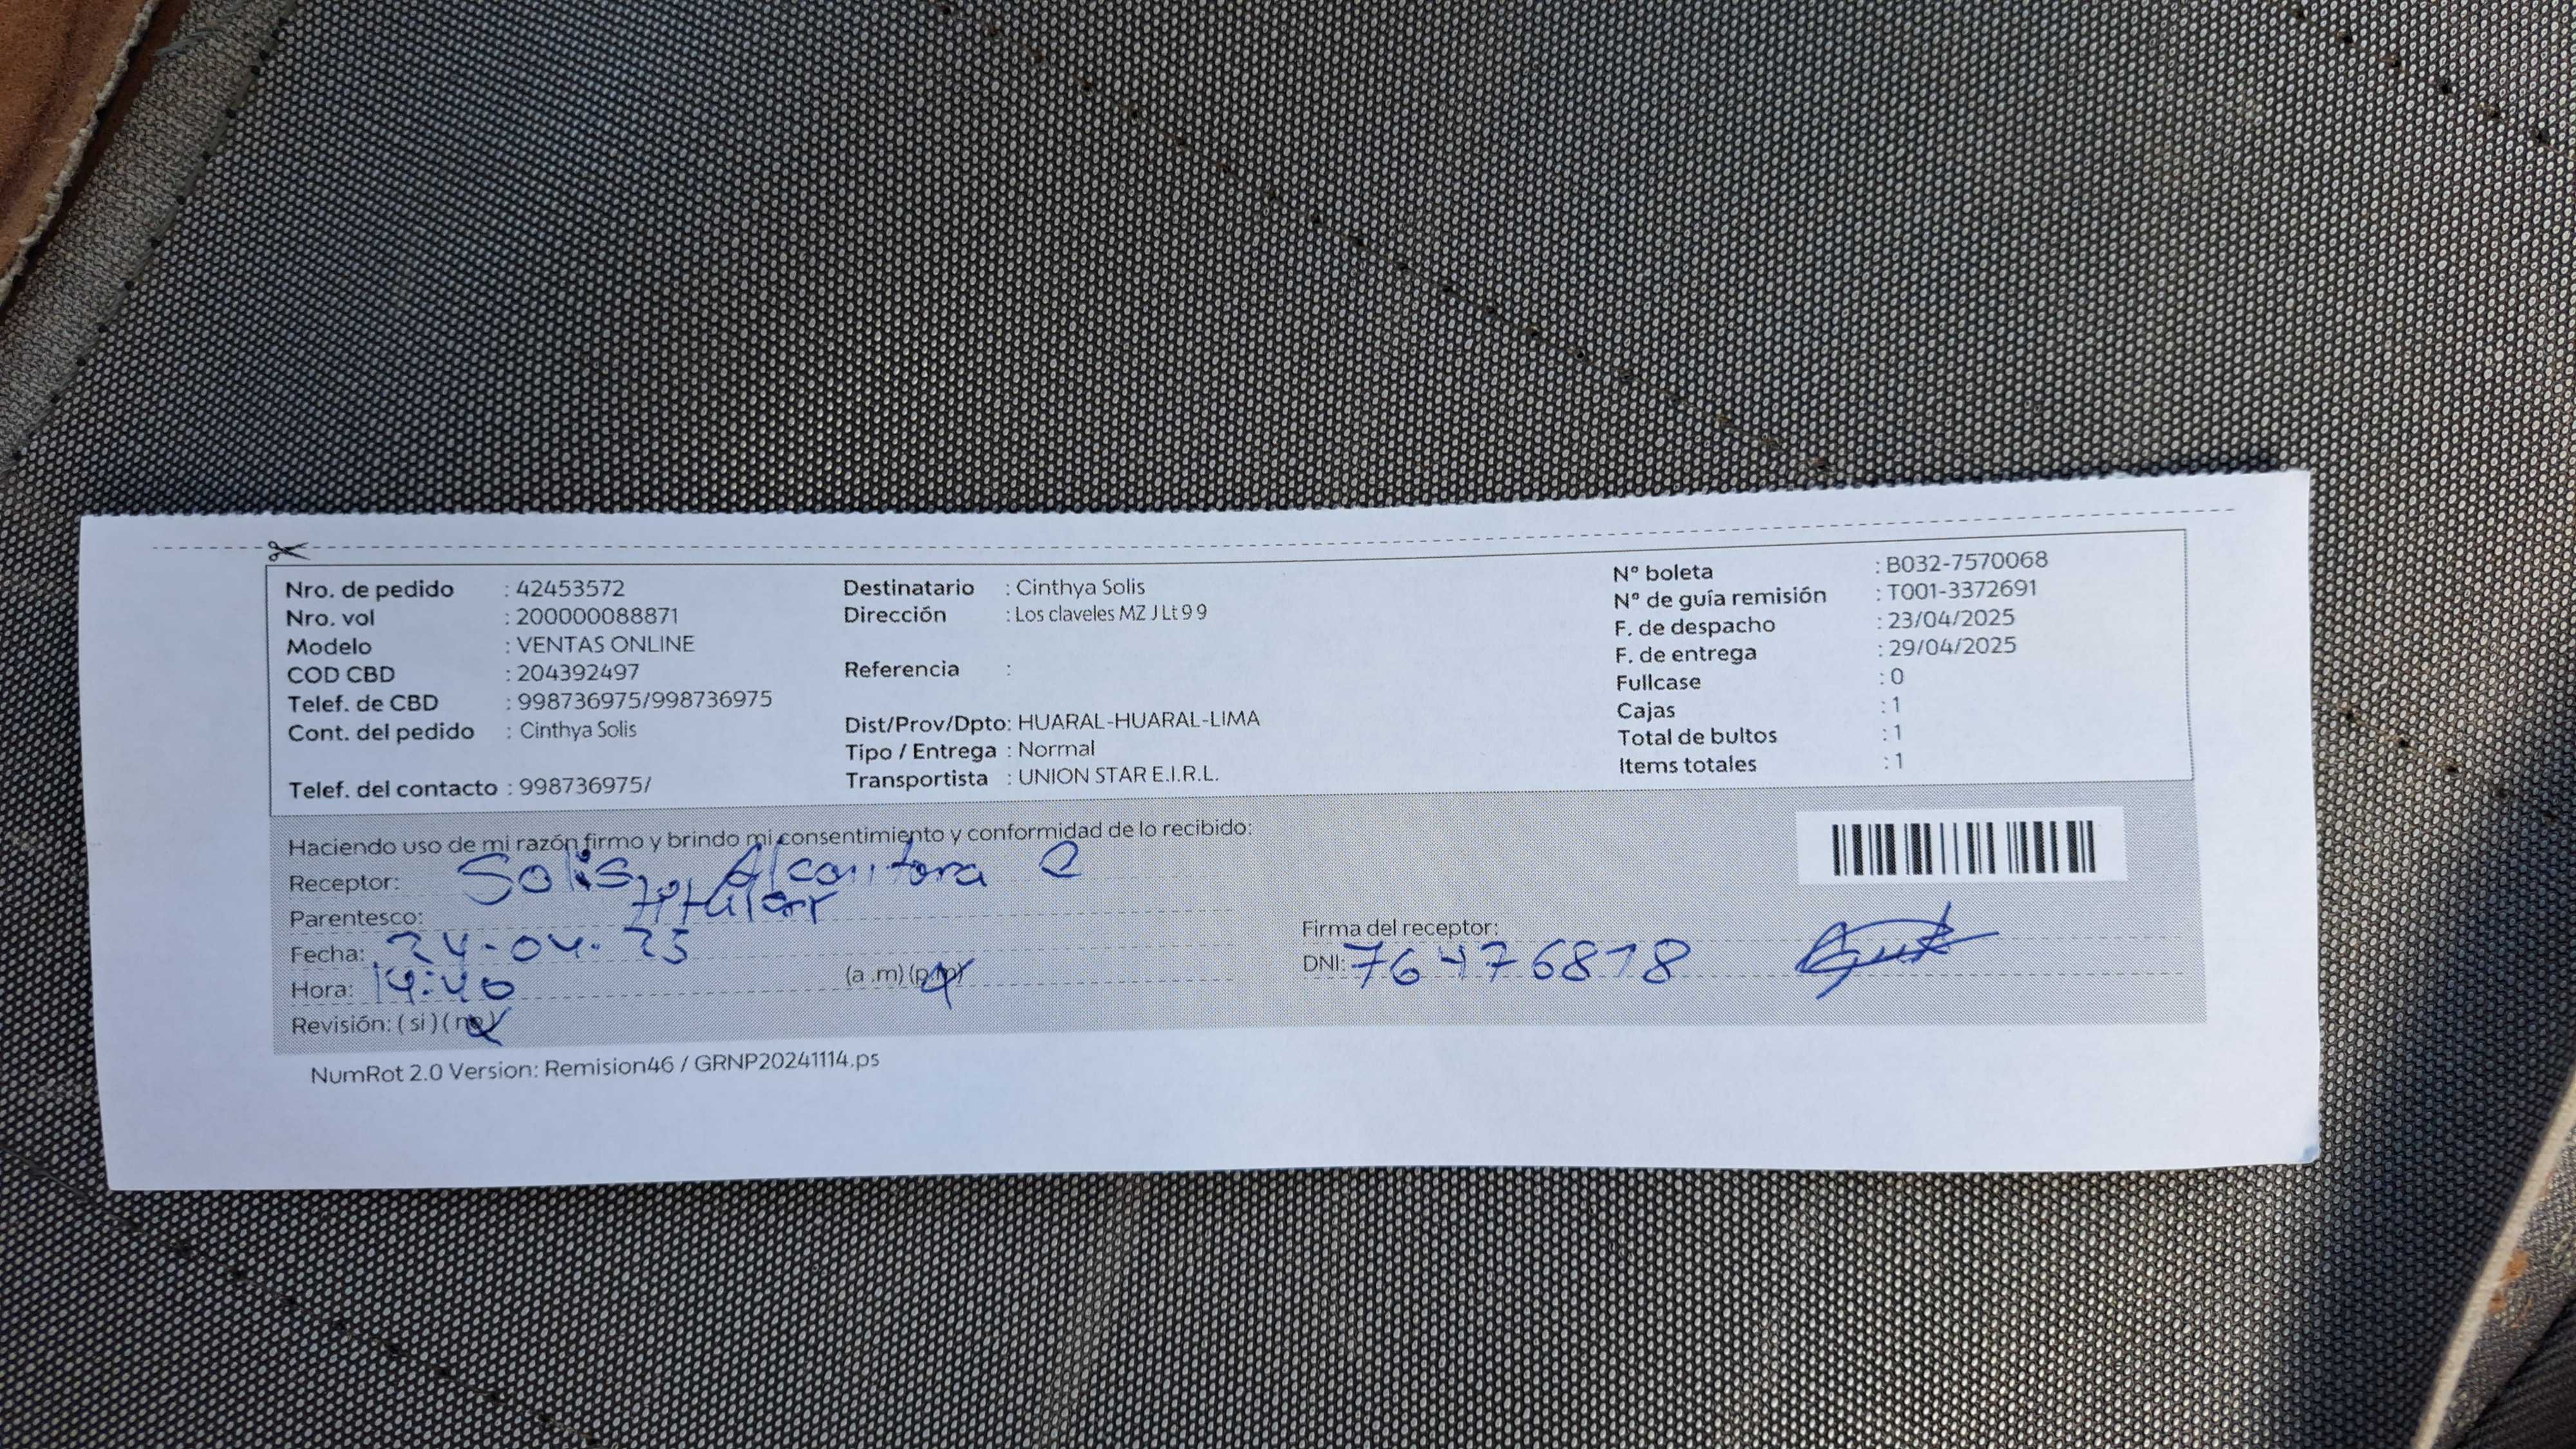 Nro. de pedido : 42453572
Nro. vol : 200000088871
Modelo : VENTAS ONLINE
COD CBD : 204392497
Telef. de CBD : 998736975/998736975
Cont. del pedido : Cinthya Solis
Telef. del contacto : 998736975/
Destinatario : Cinthya Solis
Dirección : Los claveles MZ J Lt 9 9
Referencia :
Dist/Prov/Dpto: HUARAL-HUARAL-LIMA
Tipo / Entrega : Normal
Transportista : UNION STAR E.I.R.L.
Nº boleta : B032-7570068
Nº de guía remisión : T001-3372691
F. de despacho : 23/04/2025
F. de entrega : 29/04/2025
Fullcase : 0
Cajas : 1
Total de bultos : 1
Items totales : 1
Haciendo uso de mi razón firmo y brindo mi consentimiento y conformidad de lo recibido:
Receptor: Solis Alcantara C
Parentesco: titular
Fecha: 24-04-25
Hora: 14:40 (a .m) (p.m)
Revisión: ( si ) ( no )
Firma del receptor:
DNI: 76476818
NumRot 2.0 Version: Remision46 / GRNP20241114.ps